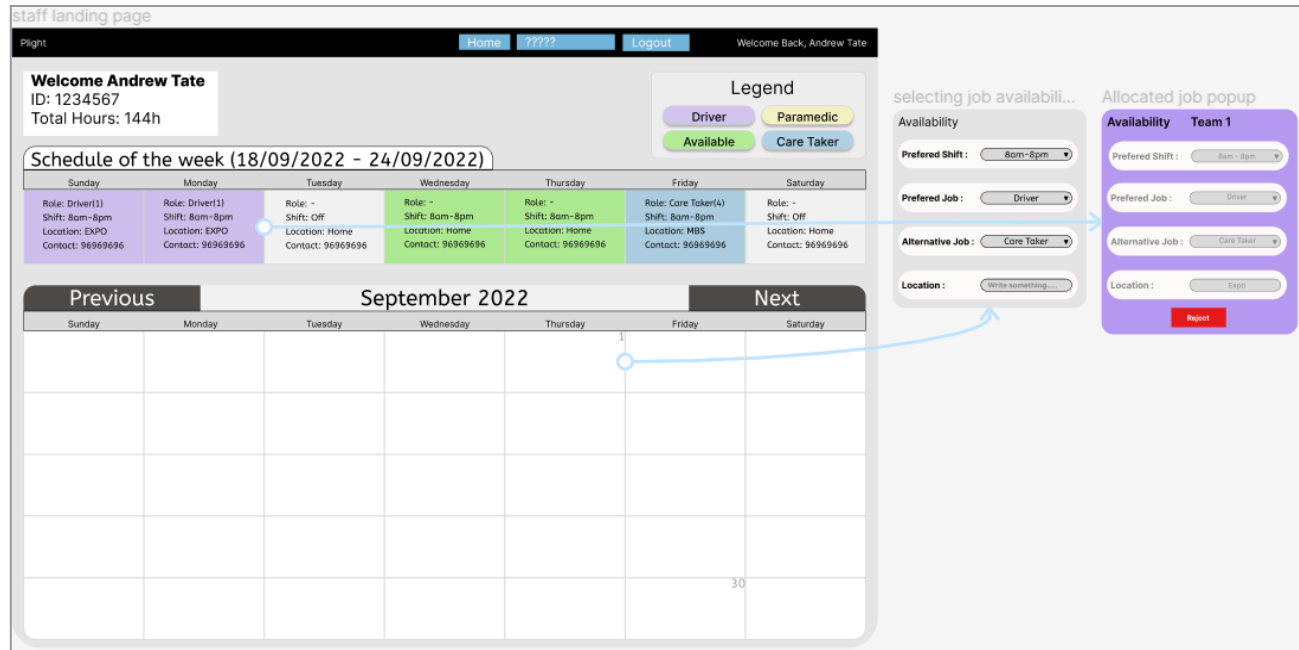 staff landing page
Plight
Home
?????
Logout
Welcome Back, Andrew Tate
Welcome Andrew Tate
ID: 1234567
Total Hours: 144h
Legend
Driver
Paramedic
Available
Care Taker
Schedule of the week (18/09/2022 - 24/09/2022)
Sunday Monday Tuesday Wednesday Thursday Friday Saturday
Role: Driver(1)
Shift: 8am-8pm
Location: EXPO
Contact: 96969696
Role: Driver(1)
Shift: 8am-8pm
Location: EXPO
Contact: 96969696
Role: -
Shift: Off
Location: Home
Contact: 96969696
Role: -
Shift: 8am-8pm
Location: Home
Contact: 96969696
Role: -
Shift: 8am-8pm
Location: Home
Contact: 96969696
Role: Care Taker(4)
Shift: 8am-8pm
Location: MBS
Contact: 96969696
Role: -
Shift: Off
Location: Home
Contact: 96969696
Previous
September 2022
Next
Sunday Monday Tuesday Wednesday Thursday Friday Saturday
1
30
selecting job availabili...
Availability
Prefered Shift : 8am-8pm
Prefered Job : Driver
Alternative Job : Care Taker
Location : Write something.....
Allocated job popup
Availability Team 1
Prefered Shift : 8am - 8pm
Prefered Job : Driver
Alternative Job : Care Taker
Location : Expo
Reject